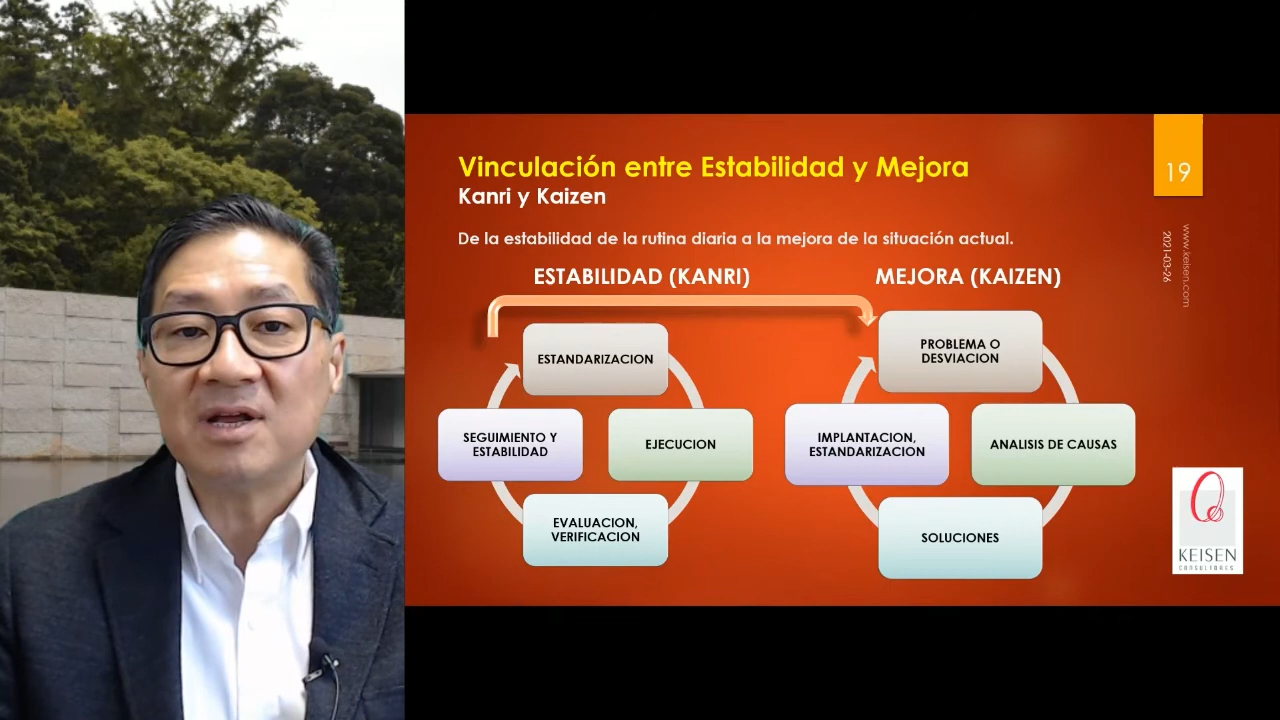 Vinculación entre Estabilidad y Mejora
Kanri y Kaizen
19
De la estabilidad de la rutina diaria a la mejora de la situación actual.
www.keisen.com
2021-03-26
ESTABILIDAD (KANRI)
MEJORA (KAIZEN)
ESTANDARIZACION
SEGUIMIENTO Y
ESTABILIDAD
EJECUCION
EVALUACION,
VERIFICACION
PROBLEMA O
DESVIACION
IMPLANTACION,
ESTANDARIZACION
ANALISIS DE CAUSAS
SOLUCIONES
KEISEN
CONSULTORES